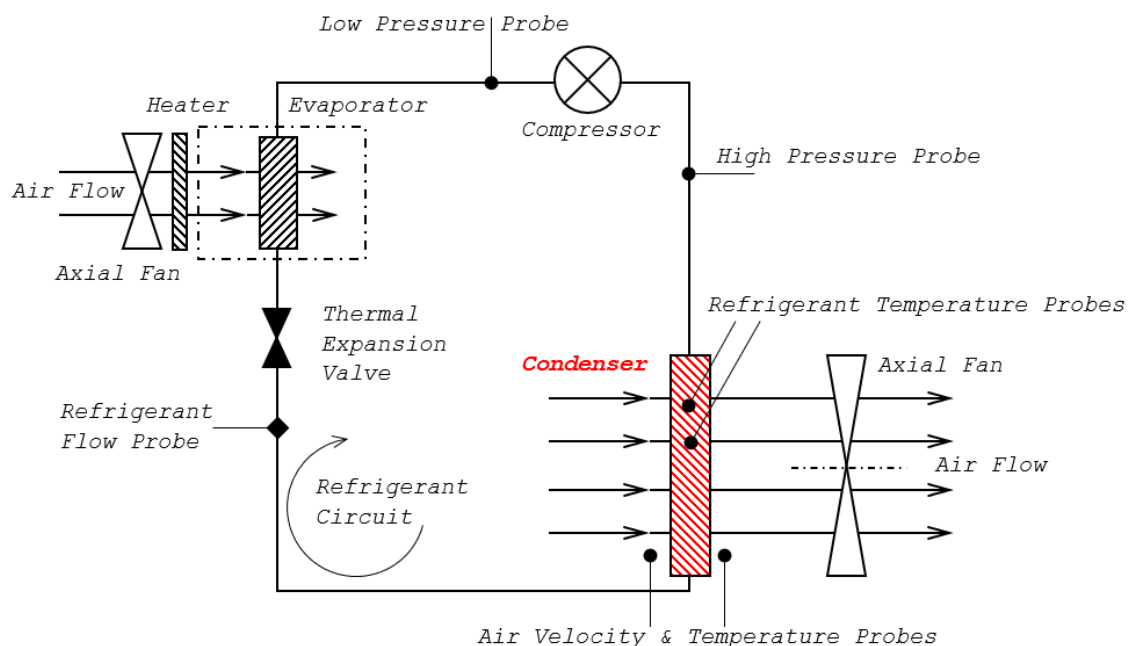 Low Pressure Probe
Heater
Evaporator
Compressor
High Pressure Probe
Air Flow
Axial Fan
Thermal
Expansion
Valve
Refrigerant Temperature Probes
Condenser
Axial Fan
Refrigerant
Flow Probe
Air Flow
Refrigerant
Circuit
Air Velocity & Temperature Probes